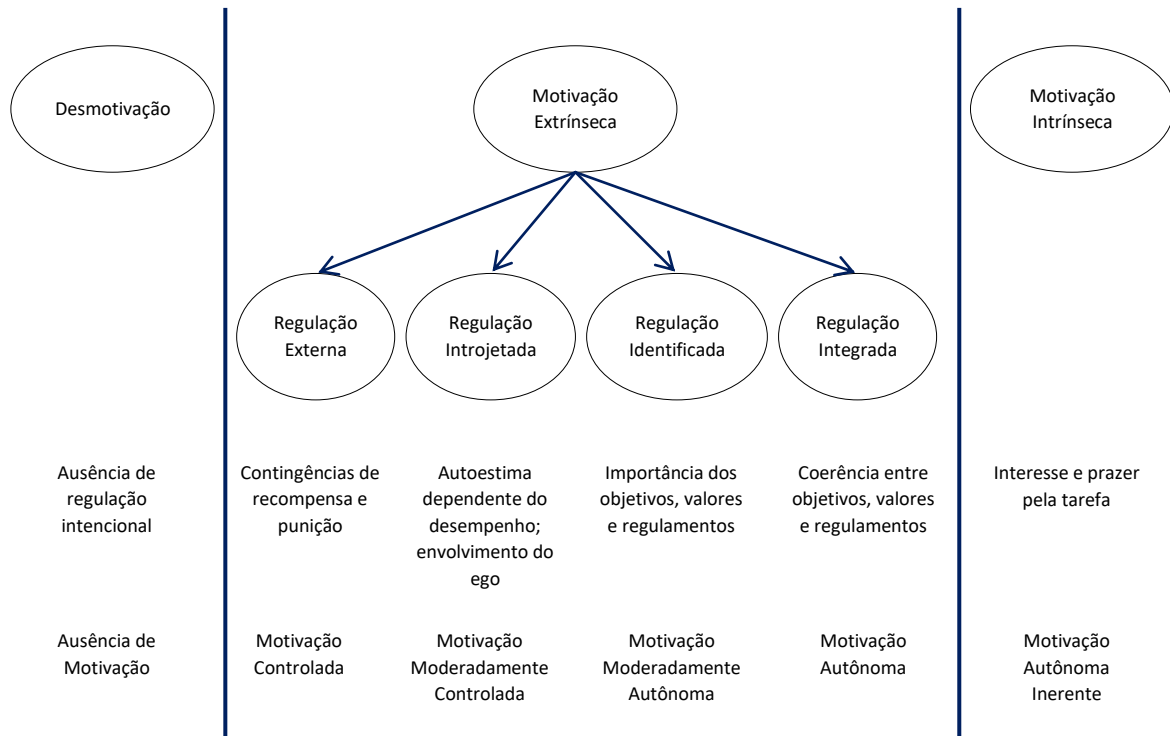 Desmotivação
Motivação
Extrínseca
Motivação
Intrínseca
Regulação
Externa
Regulação
Introjetada
Regulação
Identificada
Regulação
Integrada
Ausência de
regulação
intencional
Contingências de
recompensa e
punição
Autoestima
dependente do
desempenho;
envolvimento do
ego
Importância dos
objetivos, valores
e regulamentos
Coerência entre
objetivos, valores
e regulamentos
Interesse e prazer
pela tarefa
Ausência de
Motivação
Motivação
Controlada
Motivação
Moderadamente
Controlada
Motivação
Moderadamente
Autônoma
Motivação
Autônoma
Motivação
Autônoma
Inerente